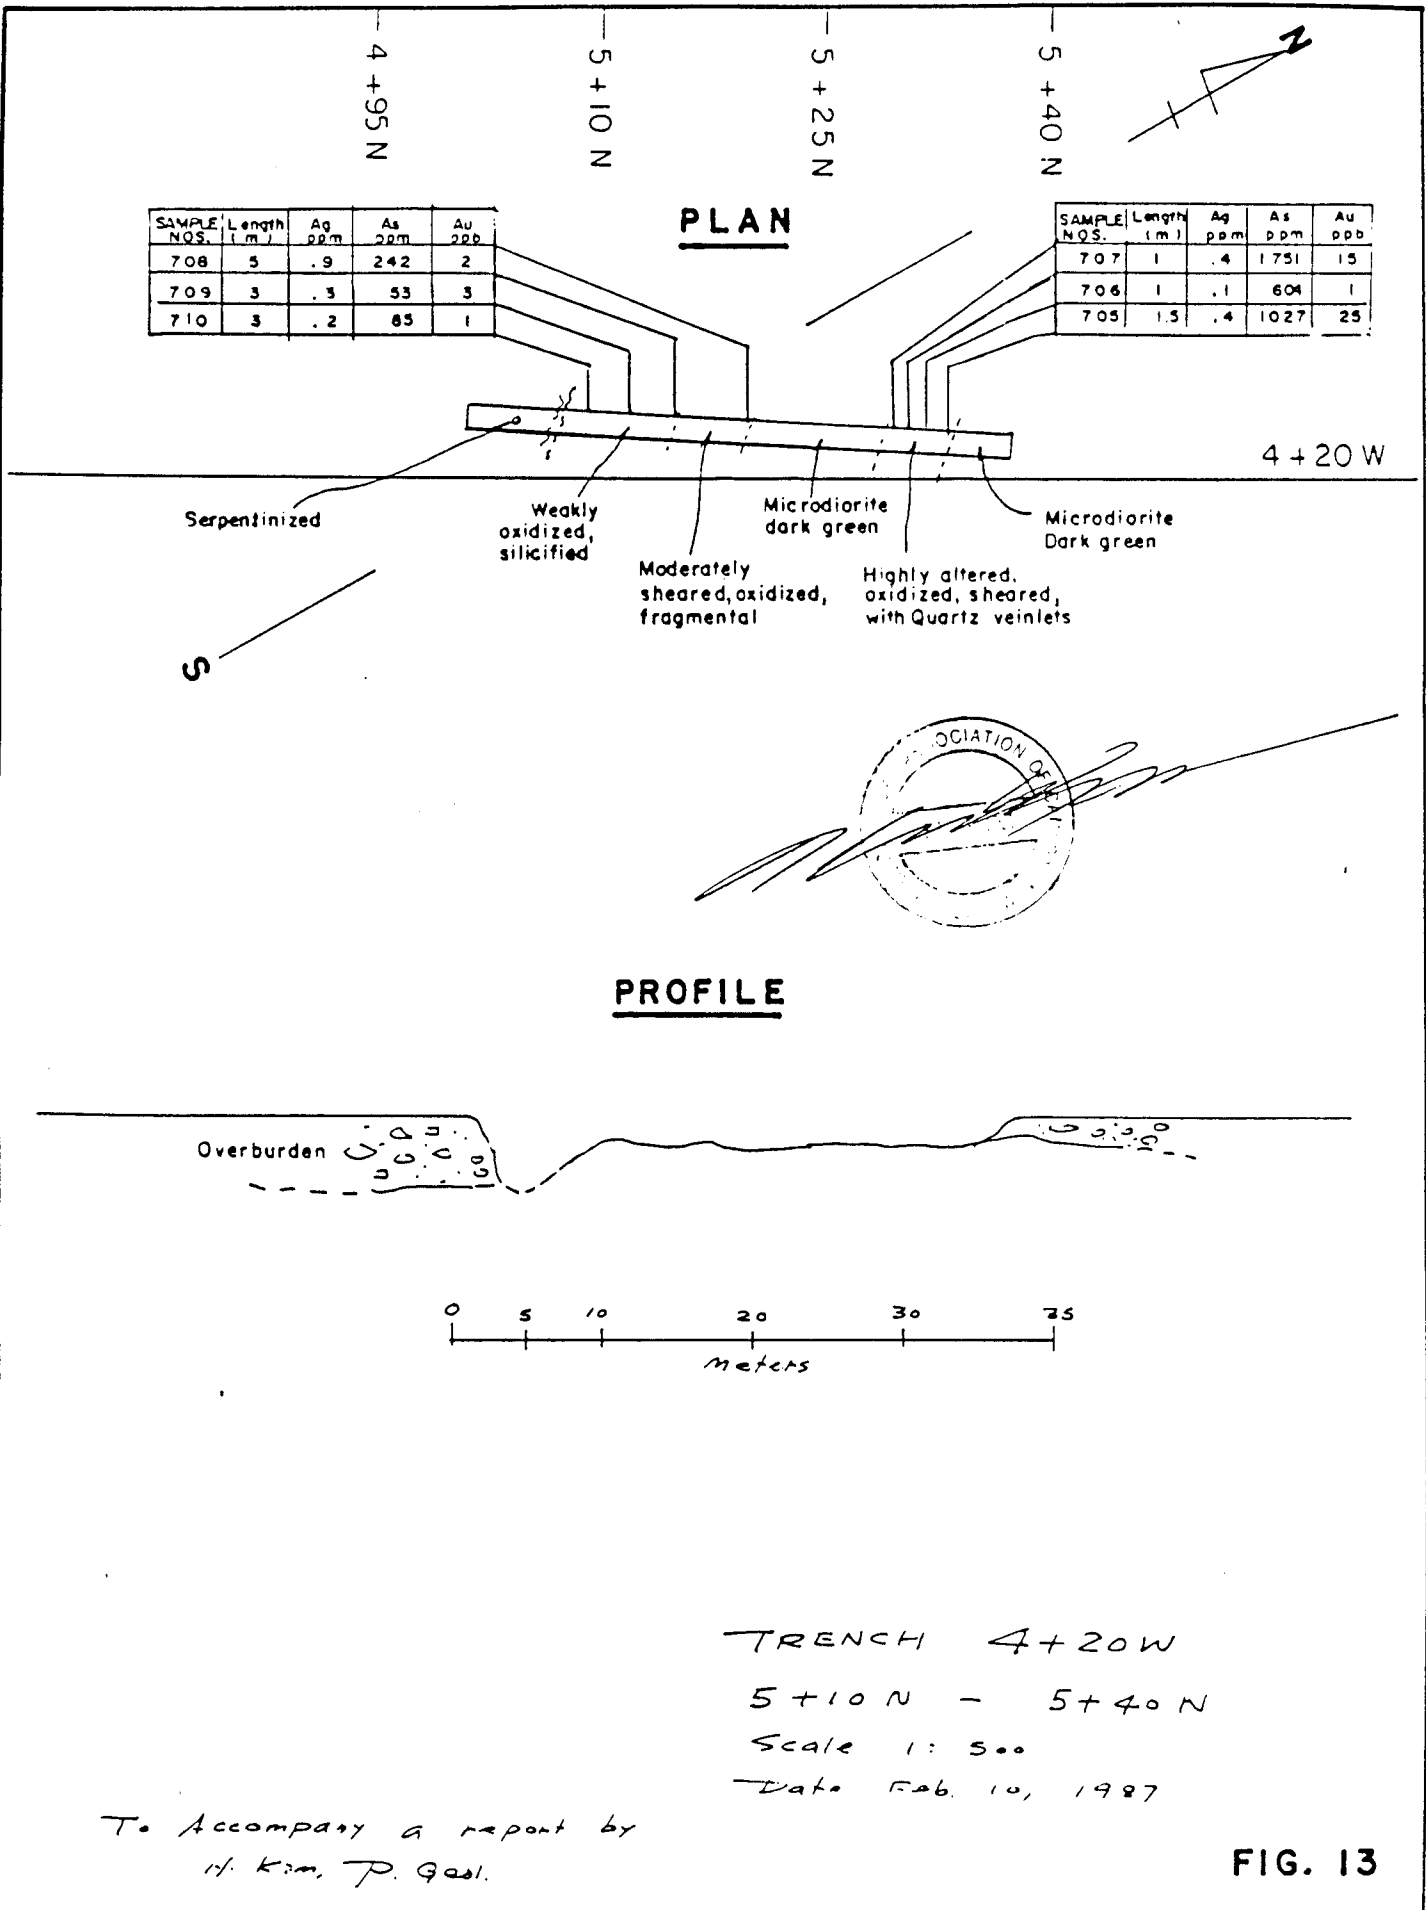 4+95 N
5+10 N
5+25 N
5+40 N
N
PLAN
SAMPLE NOS. Length (m) Ag ppm As ppm Au ppb
708 5 .9 242 2
709 3 .3 53 3
710 3 .2 85 1
SAMPLE NOS. Length (m) Ag ppm As ppm Au ppb
707 1 .4 1751 15
706 1 .1 604 1
705 1.5 .4 1027 25
4+20 W
Serpentinized
Weakly
oxidized,
silicified
Moderately
sheared, oxidized,
fragmental
Microdiorite
dark green
Highly altered,
oxidized, sheared,
with Quartz veinlets
Microdiorite
Dark green
S
OCIATION OF
PROFILE
Overburden
0 5 10 20 30 35
meters
TRENCH 4+20W
5+10 N - 5+40 N
Scale 1: 500
Date Feb. 10, 1987
To Accompany a report by
H. Kim, P. Geol.
FIG. 13